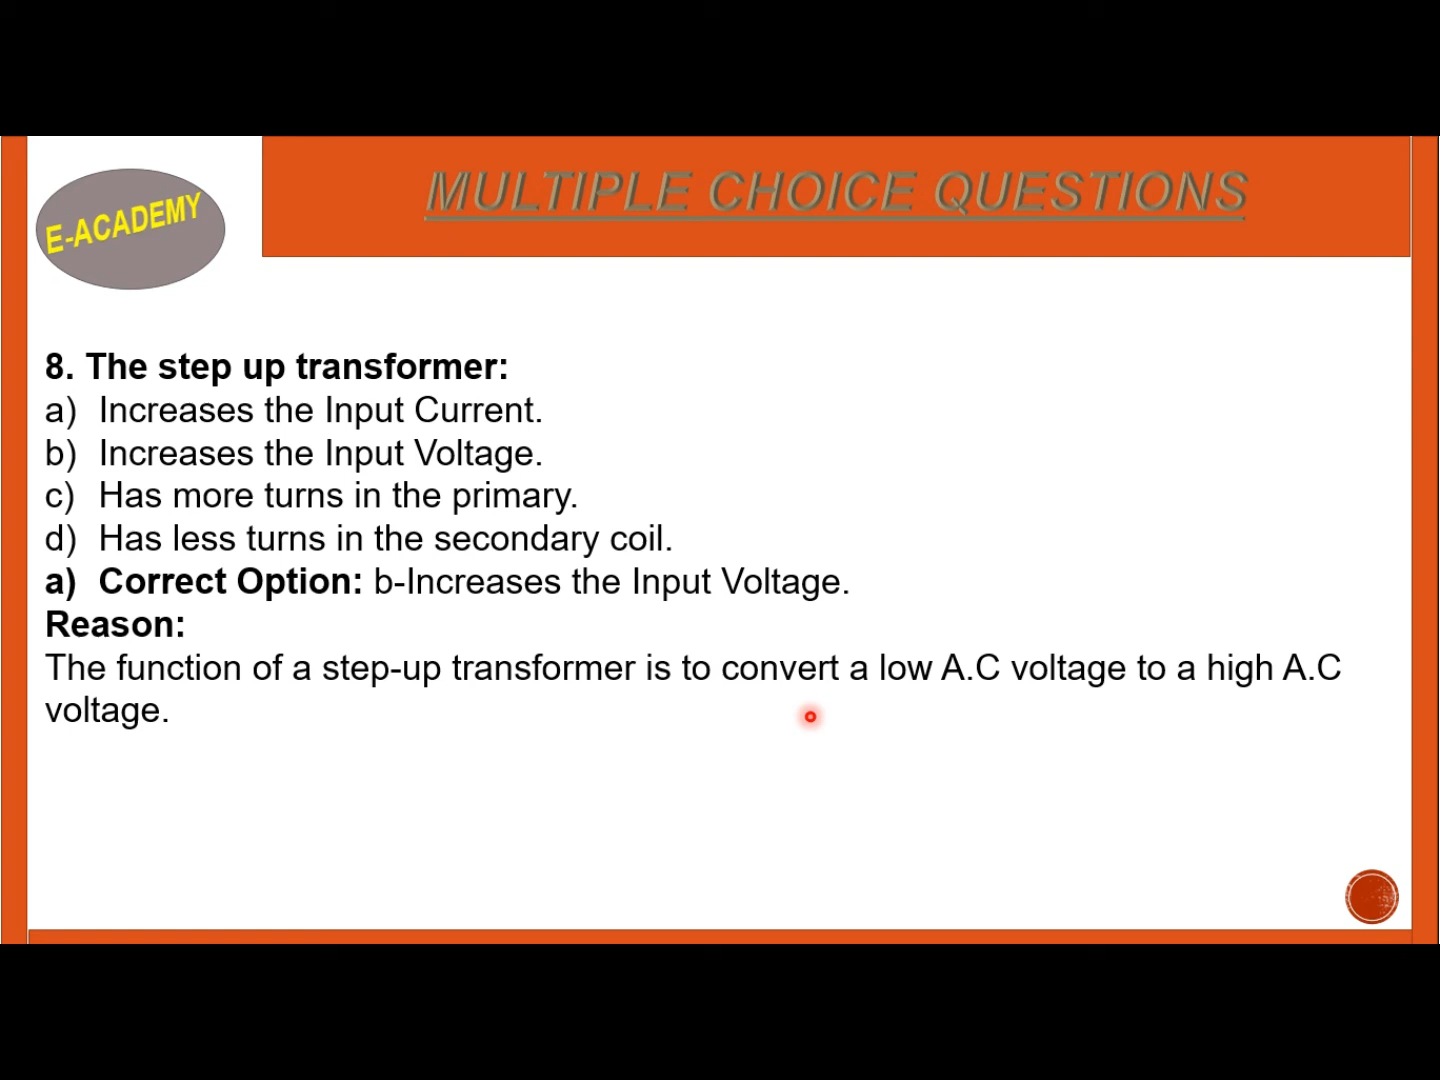 E-ACADEMY
MULTIPLE CHOICE QUESTIONS
8. The step up transformer:
a) Increases the Input Current.
b) Increases the Input Voltage.
c) Has more turns in the primary.
d) Has less turns in the secondary coil.
a) Correct Option: b-Increases the Input Voltage.
Reason:
The function of a step-up transformer is to convert a low A.C voltage to a high A.C
voltage.